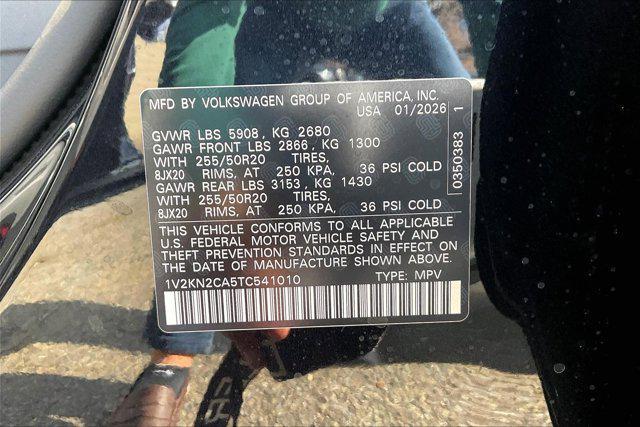 MFD BY VOLKSWAGEN GROUP OF AMERICA, INC.
USA 01/2026
GVWR LBS 5908, KG 2680
GAWR FRONT LBS 2866, KG 1300
WITH 255/50R20 TIRES,
8JX20 RIMS, AT 250 KPA, 36 PSI COLD
GAWR REAR LBS 3153, KG 1430
WITH 255/50R20 TIRES,
8JX20 RIMS, AT 250 KPA, 36 PSI COLD
THIS VEHICLE CONFORMS TO ALL APPLICABLE
U.S. FEDERAL MOTOR VEHICLE SAFETY AND
THEFT PREVENTION STANDARDS IN EFFECT ON
THE DATE OF MANUFACTURE SHOWN ABOVE.
1V2KN2CA5TC541010 TYPE: MPV
0350383 1